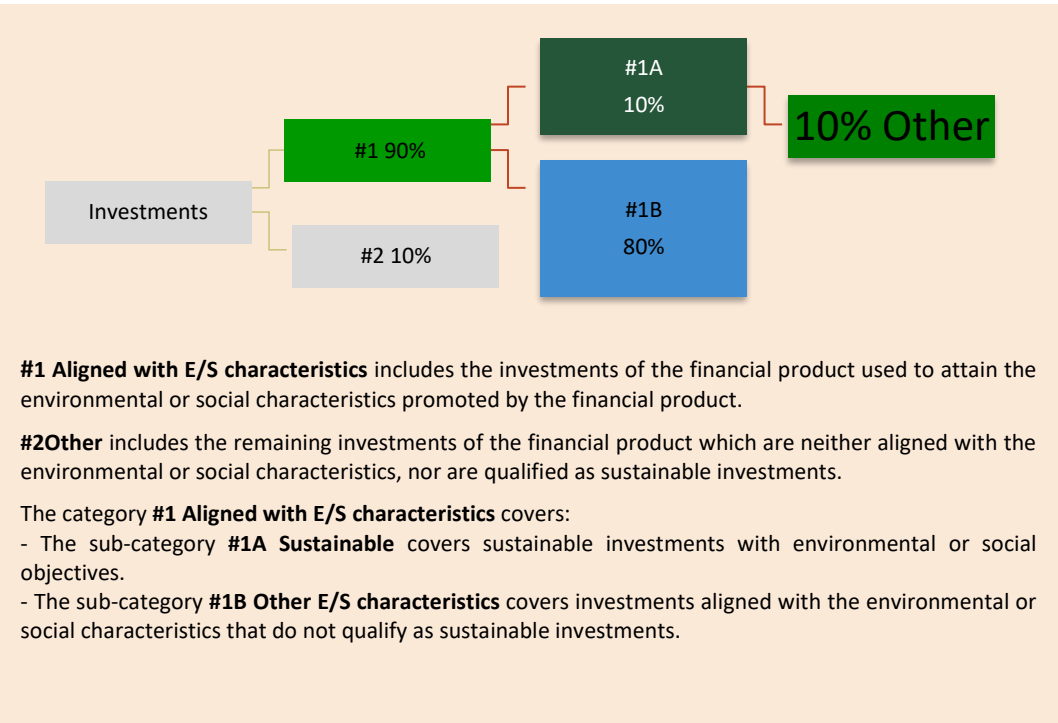 #1A
10%
10% Other
#1 90%
Investments
#1B
80%
#2 10%
#1 Aligned with E/S characteristics includes the investments of the financial product used to attain the
environmental or social characteristics promoted by the financial product.
#2Other includes the remaining investments of the financial product which are neither aligned with the
environmental or social characteristics, nor are qualified as sustainable investments.
The category #1 Aligned with E/S characteristics covers:
- The sub-category #1A Sustainable covers sustainable investments with environmental or social
objectives.
- The sub-category #1B Other E/S characteristics covers investments aligned with the environmental or
social characteristics that do not qualify as sustainable investments.